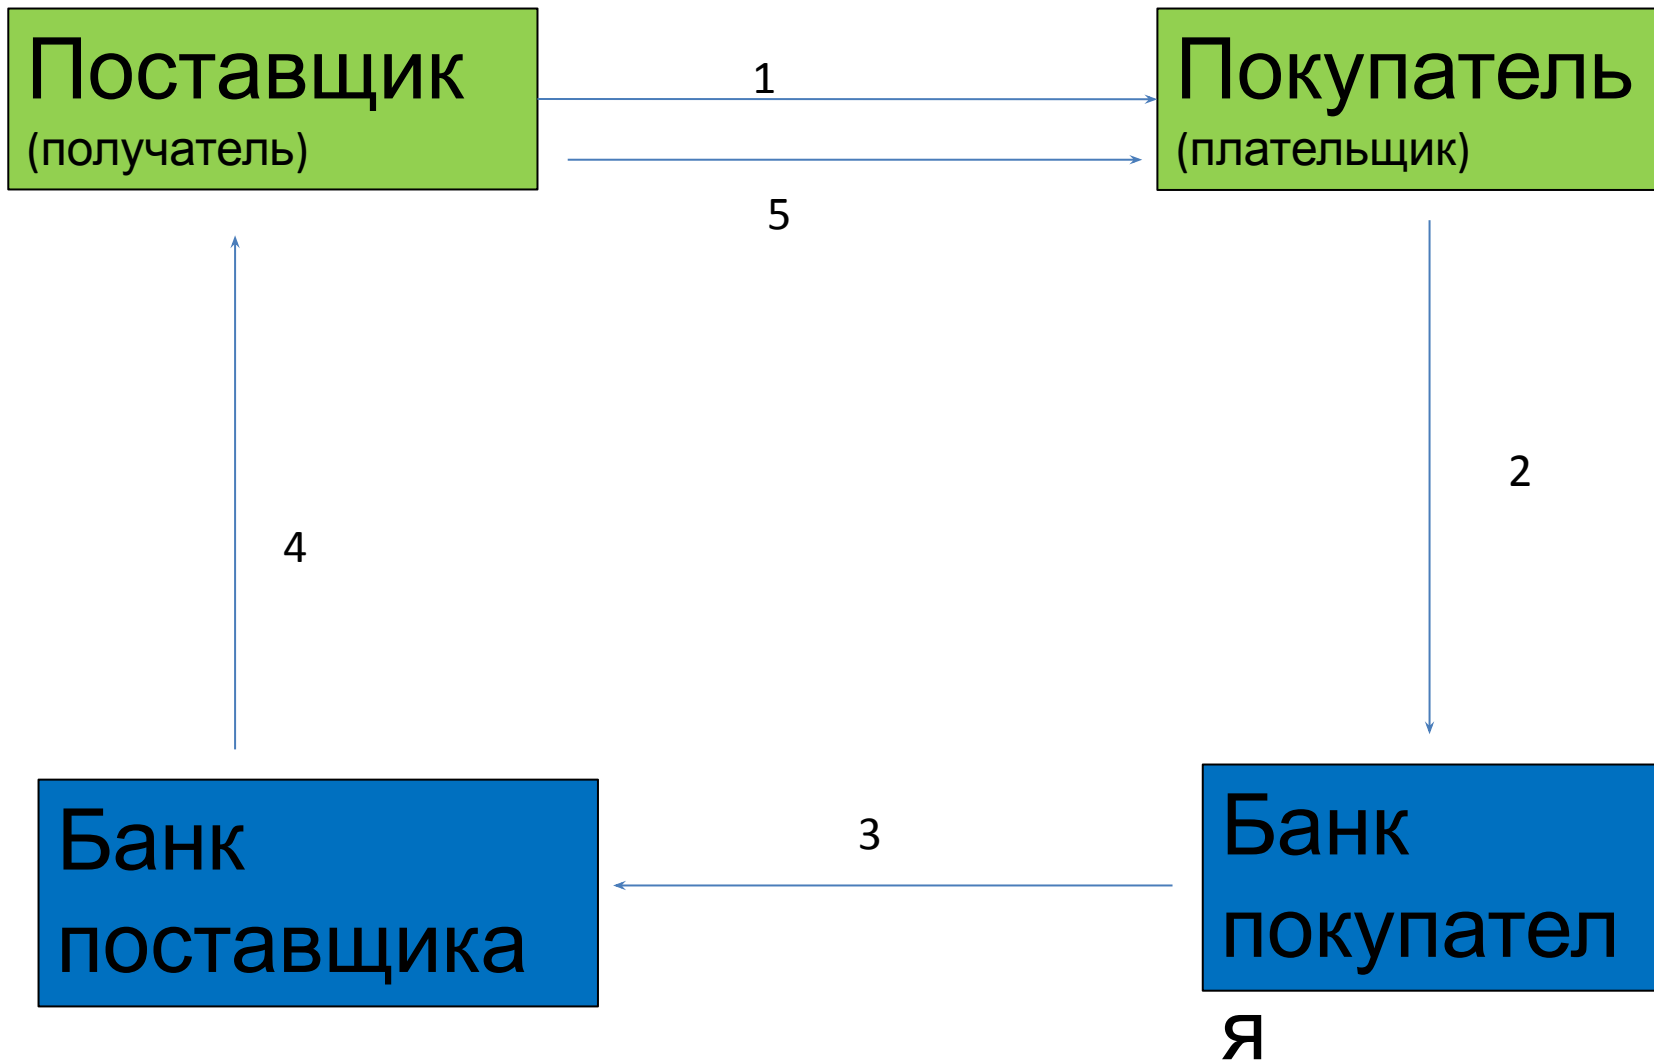 Поставщик
(получатель)
1
5
Покупатель
(плательщик)
2
4
3
Банк
поставщика
Банк
покупател
я